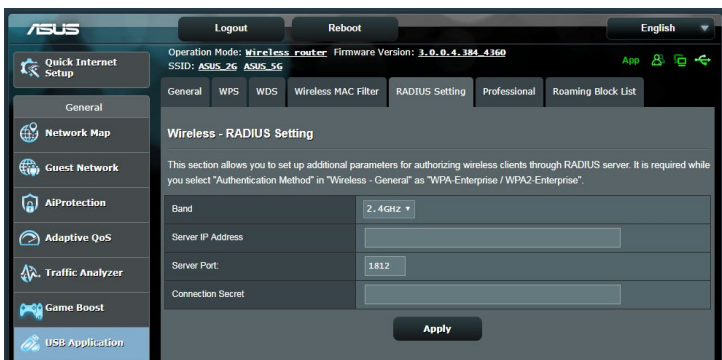 ASUS
Logout
Reboot
English
Operation Mode: Wireless router Firmware Version: 3.0.0.4.384_4360
SSID: ASUS_2G ASUS_5G
App
Quick Internet
Setup
General
Network Map
Guest Network
AiProtection
Adaptive QoS
Traffic Analyzer
Game Boost
USB Application
General WPS WDS Wireless MAC Filter RADIUS Setting Professional Roaming Block List
Wireless - RADIUS Setting
This section allows you to set up additional parameters for authorizing wireless clients through RADIUS server. It is required while
you select "Authentication Method" in "Wireless - General" as "WPA-Enterprise / WPA2-Enterprise".
Band 2.4GHz
Server IP Address
Server Port: 1812
Connection Secret
Apply